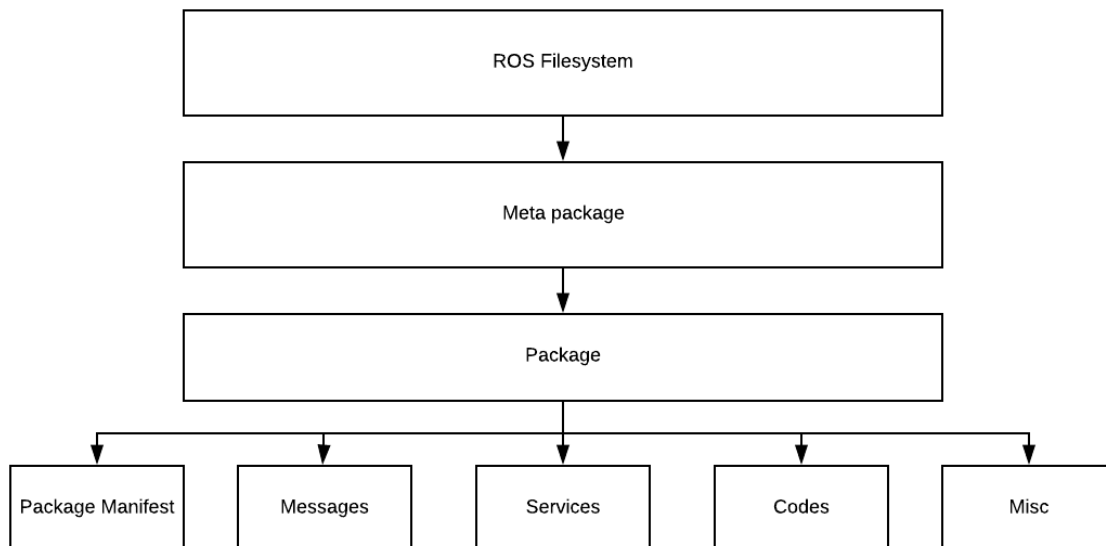 ROS Filesystem
Meta package
Package
Package Manifest
Messages
Services
Codes
Misc